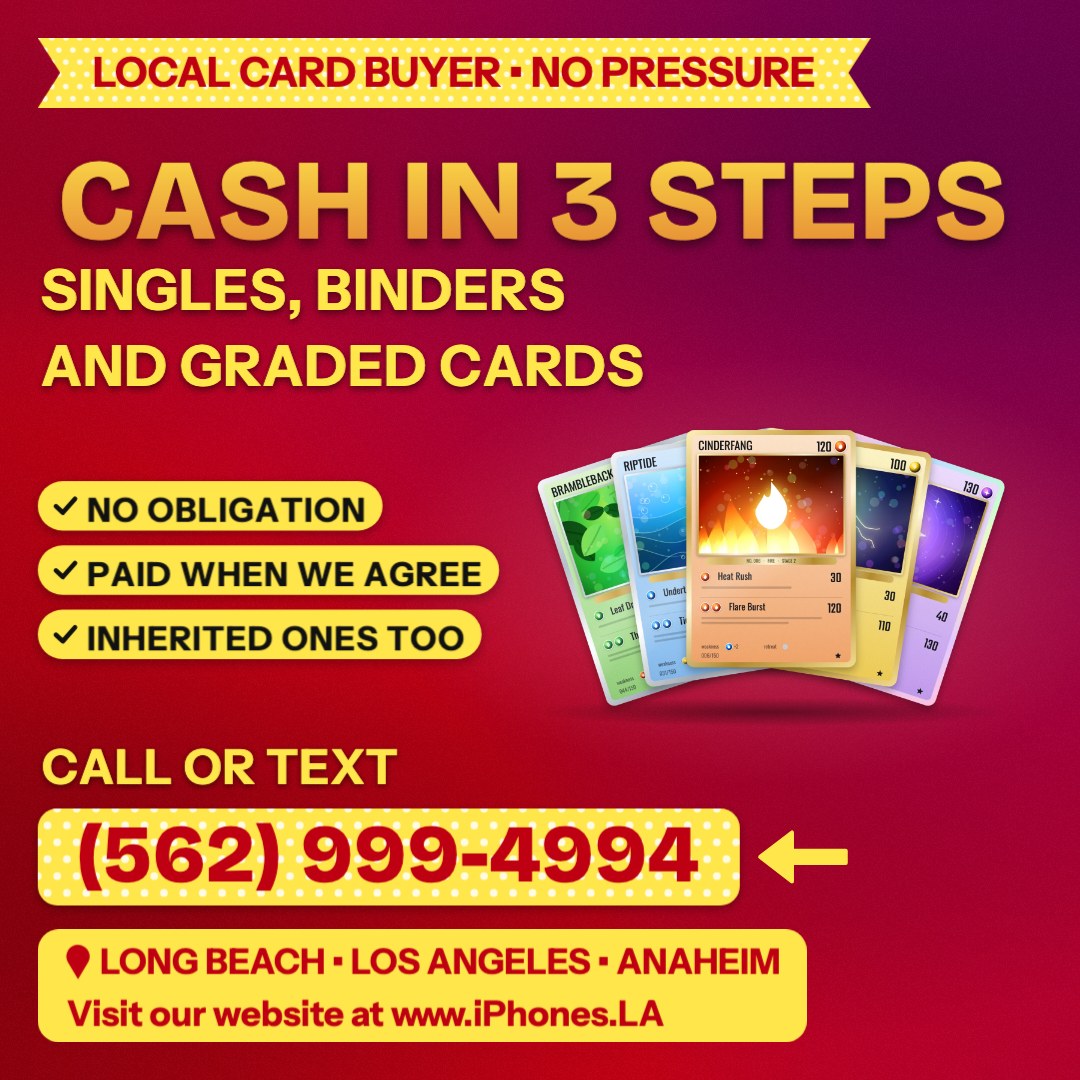 LOCAL CARD BUYER ▪ NO PRESSURE
CASH IN 3 STEPS
SINGLES, BINDERS
AND GRADED CARDS
BRAMBLEBACK
RIPTIDE
CINDERFANG 120
100
130
Heat Rush 30
Flare Burst 120
30
110
40
130
✓ NO OBLIGATION
✓ PAID WHEN WE AGREE
✓ INHERITED ONES TOO
CALL OR TEXT
(562) 999-4994
LONG BEACH ▪ LOS ANGELES ▪ ANAHEIM
Visit our website at www.iPhones.LA